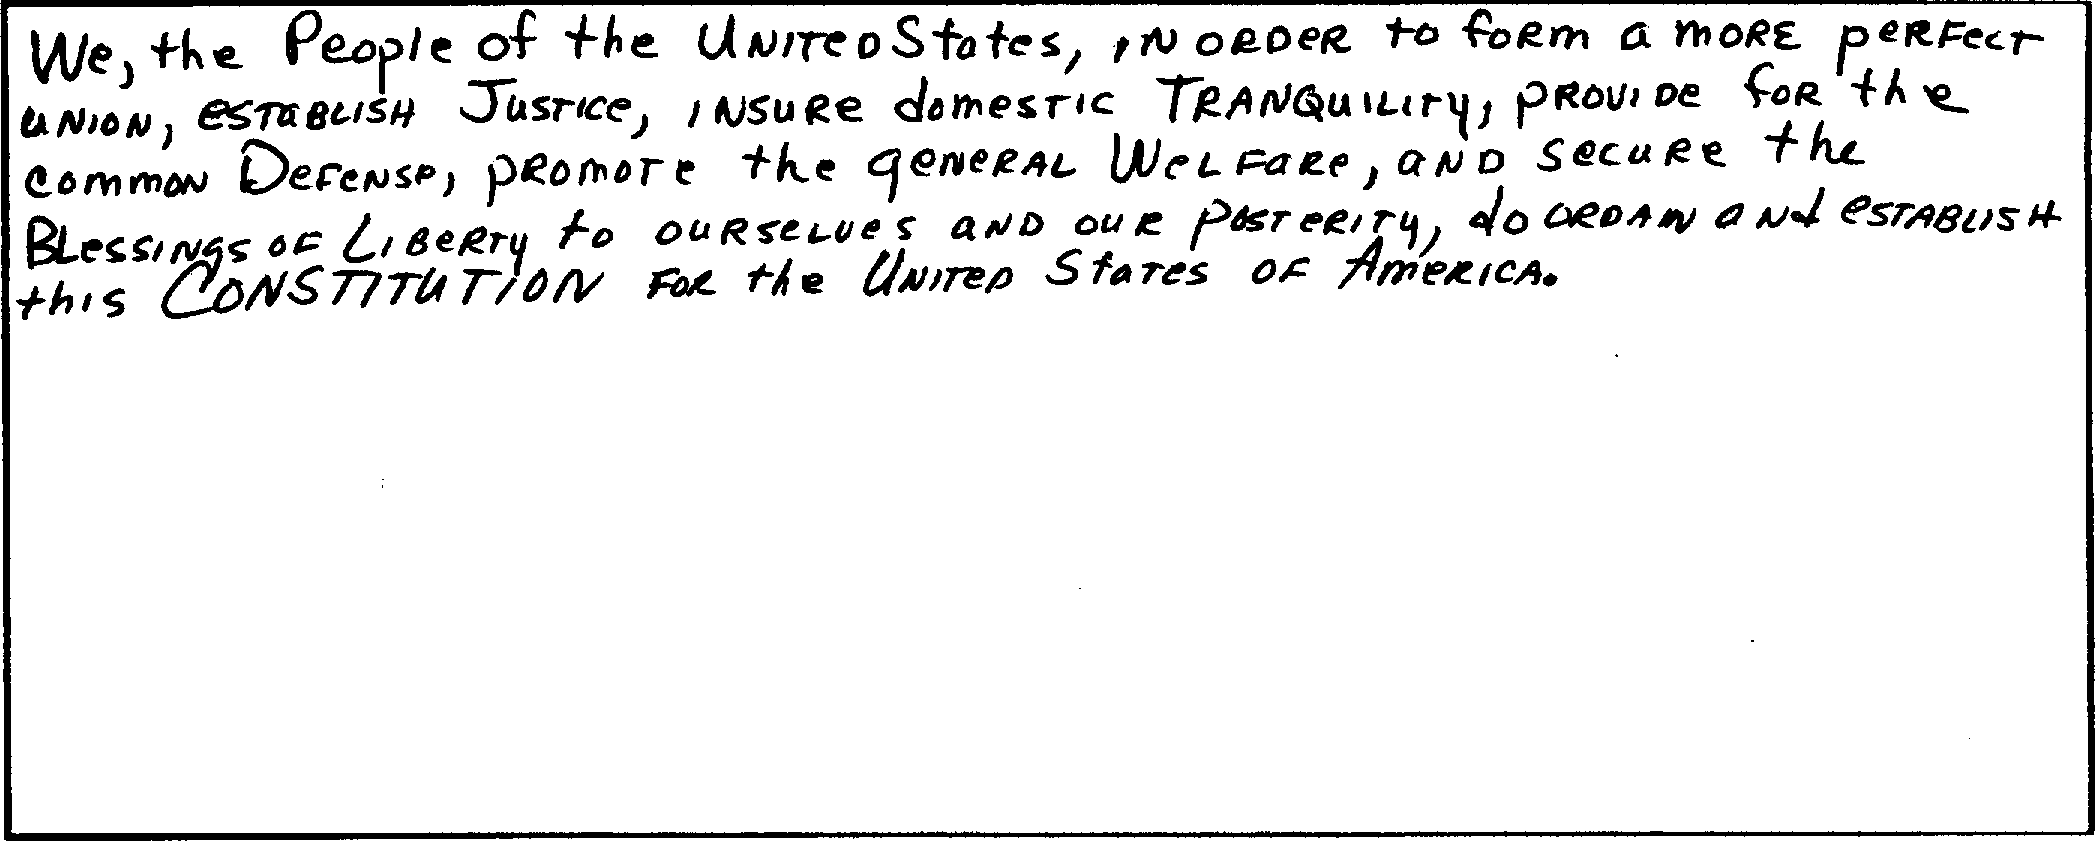 We, the People of the United States, in order to form a more perfect
union, establish Justice, insure domestic Tranquility, provide for the
common Defense, promote the general Welfare, and secure the
Blessings of Liberty to ourselves and our posterity, do ordain and establish
this CONSTITUTION for the United States of America.